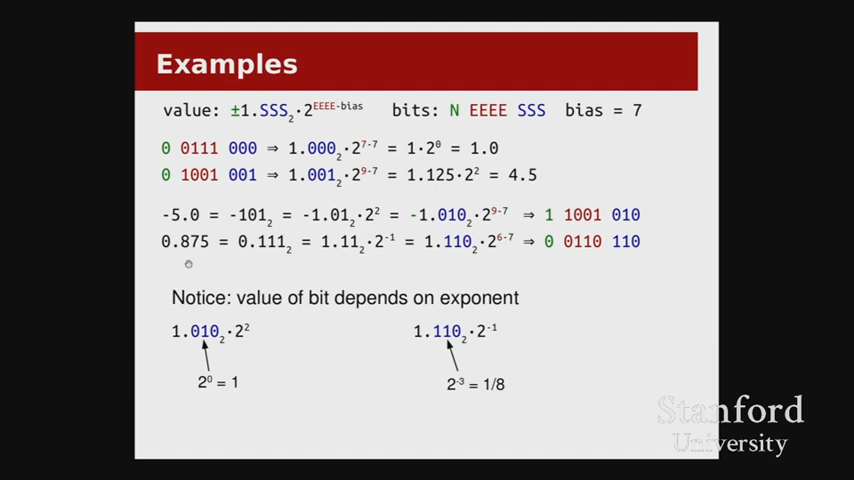 Examples
value: ±1.SSS₂·2^EEEE-bias bits: N EEEE SSS bias = 7
0 0111 000 ⇒ 1.000₂·2⁷⁻⁷ = 1·2⁰ = 1.0
0 1001 001 ⇒ 1.001₂·2⁹⁻⁷ = 1.125·2² = 4.5
-5.0 = -101₂ = -1.01₂·2² = -1.010₂·2⁹⁻⁷ ⇒ 1 1001 010
0.875 = 0.111₂ = 1.11₂·2⁻¹ = 1.110₂·2⁶⁻⁷ ⇒ 0 0110 110
Notice: value of bit depends on exponent
1.010₂·2² 1.110₂·2⁻¹
2⁰ = 1 2⁻³ = 1/8
Stanford
University